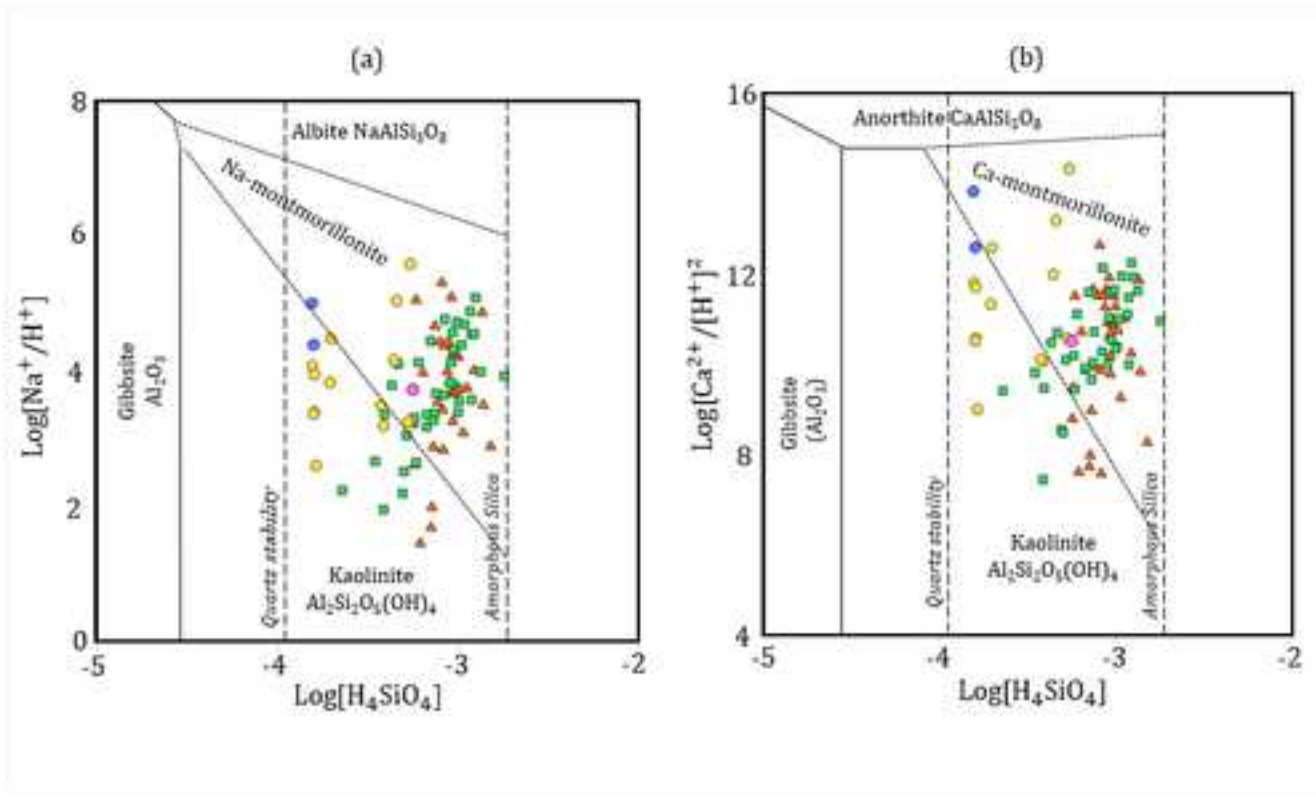 (a)
8
6
4
2
0
-5
-4
-3
-2
Log[Na⁺/H⁺]
Log[H₄SiO₄]
Albite NaAlSi₃O₈
Na-montmorillonite
Gibbsite
Al₂O₃
Quartz stability
Amorphous Silica
Kaolinite
Al₂Si₂O₅(OH)₄
(b)
16
12
8
4
-5
-4
-3
-2
Log[Ca²⁺/[H⁺]²
Log[H₄SiO₄]
Anorthite CaAlSi₂O₈
Ca-montmorillonite
Gibbsite
(Al₂O₃)
Quartz stability
Amorphous Silica
Kaolinite
Al₂Si₂O₅(OH)₄